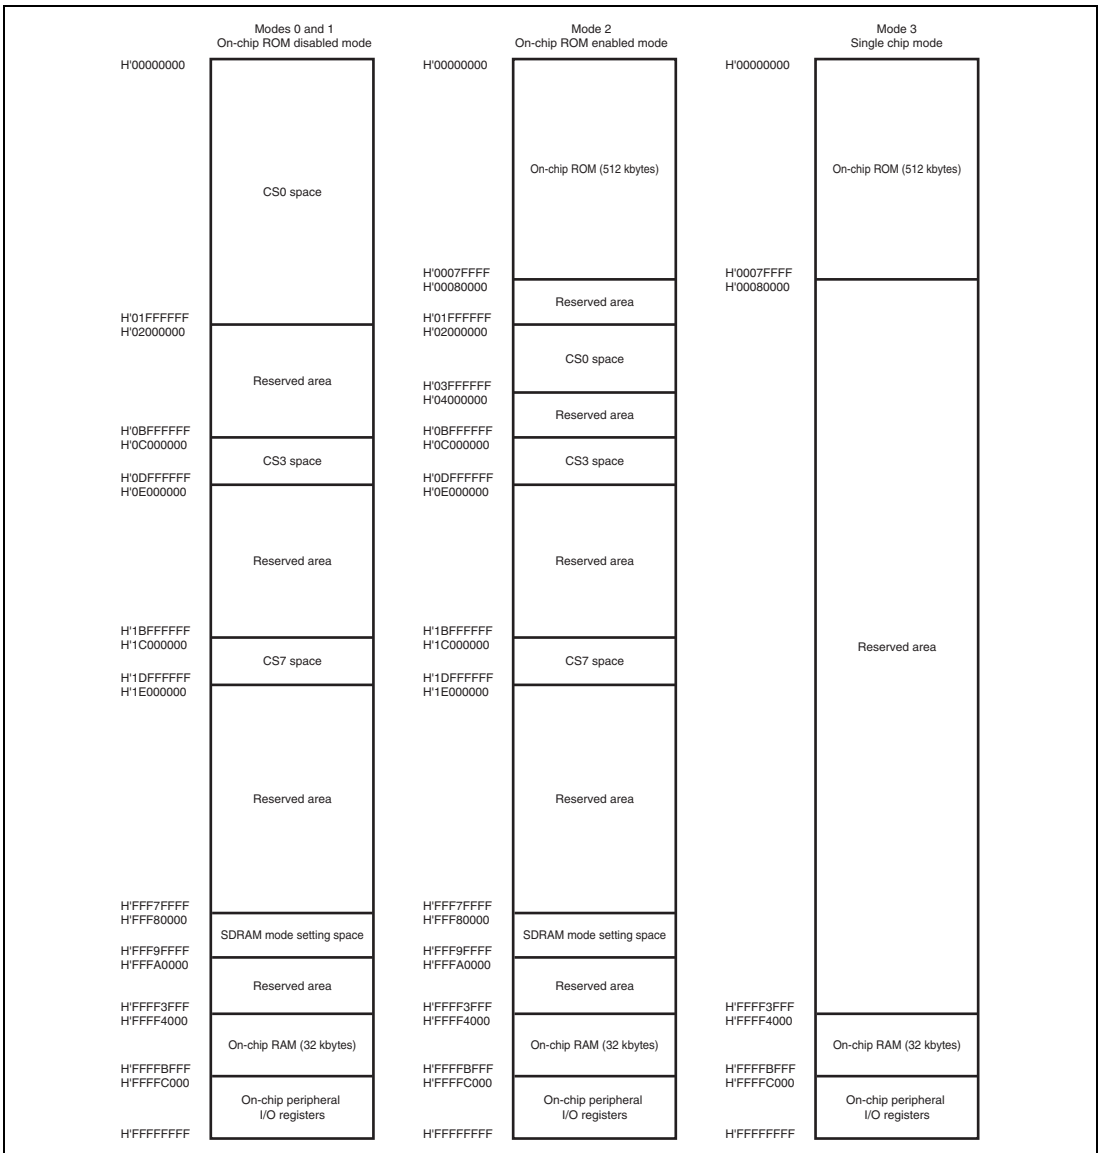 Modes 0 and 1
On-chip ROM disabled mode
H'00000000
CS0 space
H'01FFFFFF
H'02000000
Reserved area
H'0BFFFFFF
H'0C000000
CS3 space
H'0DFFFFFF
H'0E000000
Reserved area
H'1BFFFFFF
H'1C000000
CS7 space
H'1DFFFFFF
H'1E000000
Reserved area
H'FFF7FFFF
H'FFF80000
SDRAM mode setting space
H'FFF9FFFF
H'FFFA0000
Reserved area
H'FFFF3FFF
H'FFFF4000
On-chip RAM (32 kbytes)
H'FFFFBFFF
H'FFFFC000
On-chip peripheral
I/O registers
H'FFFFFFFF
Mode 2
On-chip ROM enabled mode
H'00000000
On-chip ROM (512 kbytes)
H'0007FFFF
H'00080000
Reserved area
H'01FFFFFF
H'02000000
CS0 space
H'03FFFFFF
H'04000000
Reserved area
H'0BFFFFFF
H'0C000000
CS3 space
H'0DFFFFFF
H'0E000000
Reserved area
H'1BFFFFFF
H'1C000000
CS7 space
H'1DFFFFFF
H'1E000000
Reserved area
H'FFF7FFFF
H'FFF80000
SDRAM mode setting space
H'FFF9FFFF
H'FFFA0000
Reserved area
H'FFFF3FFF
H'FFFF4000
On-chip RAM (32 kbytes)
H'FFFFBFFF
H'FFFFC000
On-chip peripheral
I/O registers
H'FFFFFFFF
Mode 3
Single chip mode
H'00000000
On-chip ROM (512 kbytes)
H'0007FFFF
H'00080000
Reserved area
H'FFFF3FFF
H'FFFF4000
On-chip RAM (32 kbytes)
H'FFFFBFFF
H'FFFFC000
On-chip peripheral
I/O registers
H'FFFFFFFF